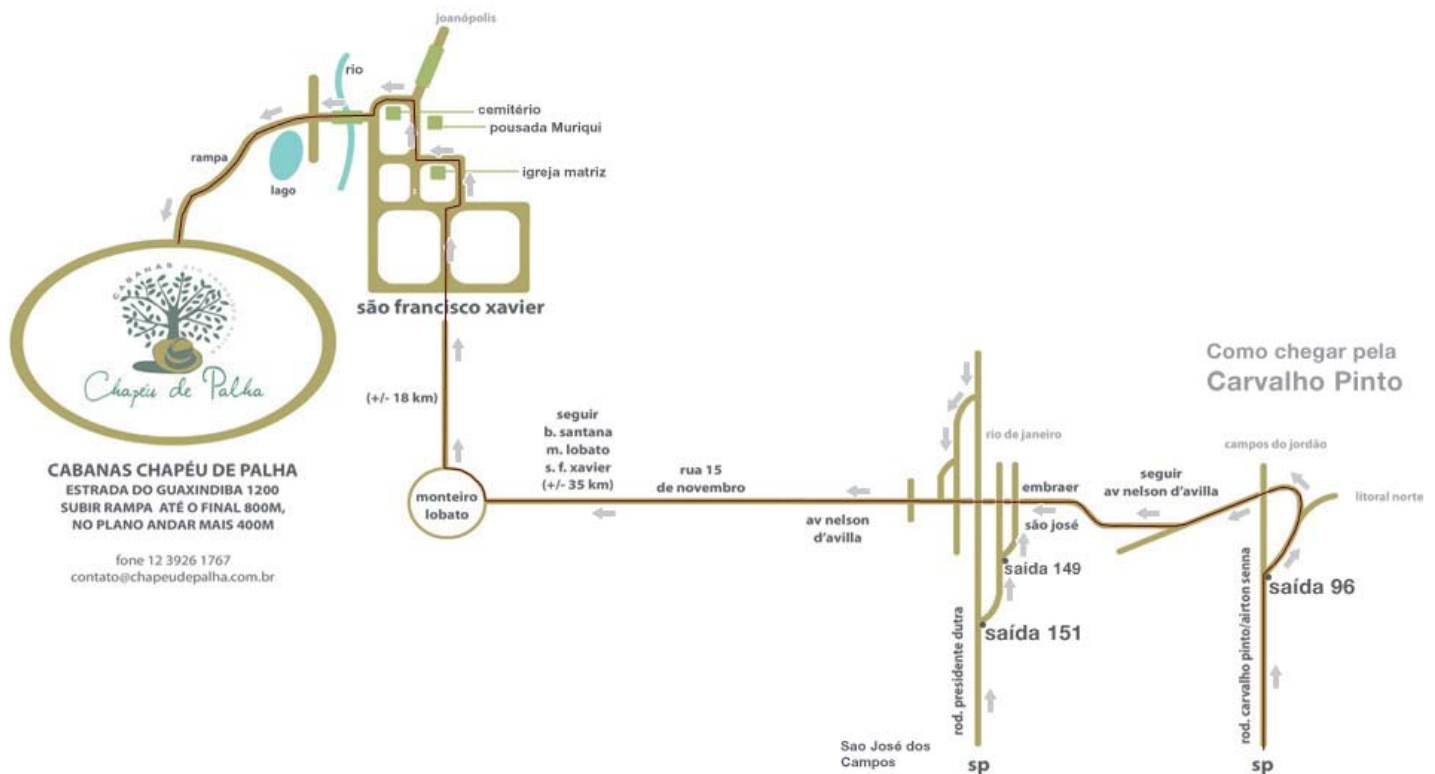 joanópolis
rio
cemitério
pousada Muriqui
igreja matriz
rampa
lago
são francisco xavier
CABANAS SÃO FRANCISCO XAVIER
Chapéu de Palha
CABANAS CHAPÉU DE PALHA
ESTRADA DO GUAXINDIBA 1200
SUBIR RAMPA ATÉ O FINAL 800M,
NO PLANO ANDAR MAIS 400M
fone 12 3926 1767
contato@chapeudepalha.com.br
(+/- 18 km)
monteiro
lobato
seguir
b. santana
m. lobato
s. f. xavier
(+/- 35 km)
rua 15
de novembro
av nelson
d'avilla
rio de janeiro
embraer
são josé
saída 149
saída 151
rod. presidente dutra
Sao José dos
Campos
sp
Como chegar pela
Carvalho Pinto
campos do jordão
seguir
av nelson d'avilla
litoral norte
saída 96
rod. carvalho pinto/airton senna
sp